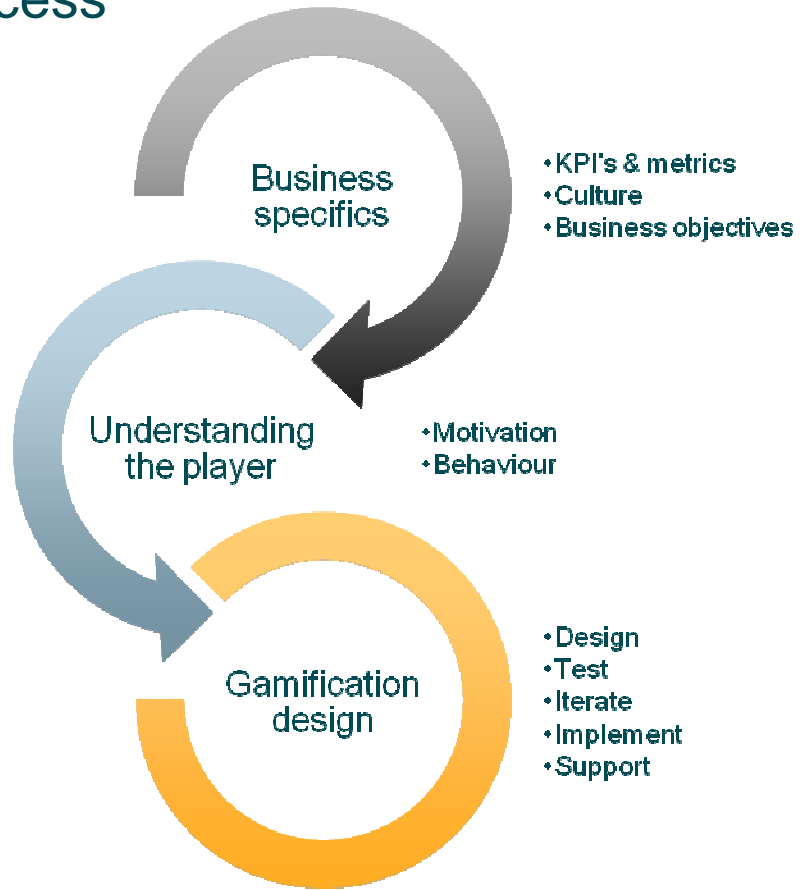 Business
specifics
•KPI's & metrics
•Culture
•Business objectives
Understanding
the player
•Motivation
•Behaviour
Gamification
design
•Design
•Test
•Iterate
•Implement
•Support